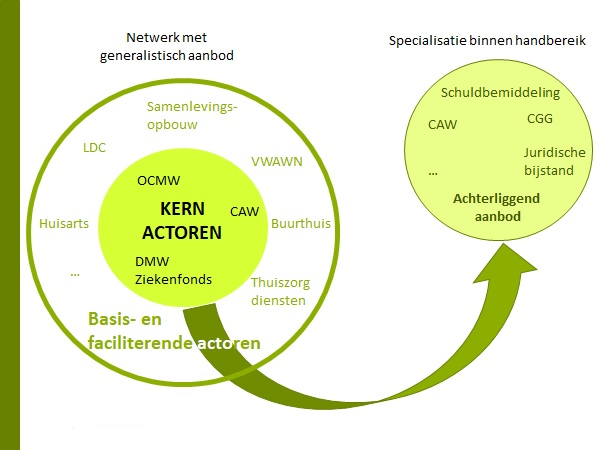 Netwerk met
generalistisch aanbod
Samenlevings-
opbouw
LDC
VWAWN
OCMW
KERN
ACTOREN
CAW
Huisarts
Buurthuis
DMW
Ziekenfonds
...
Thuiszorg
diensten
Basis- en
faciliterende actoren
Specialisatie binnen handbereik
Schuldbemiddeling
CAW
CGG
...
Juridische
bijstand
Achterliggend
aanbod